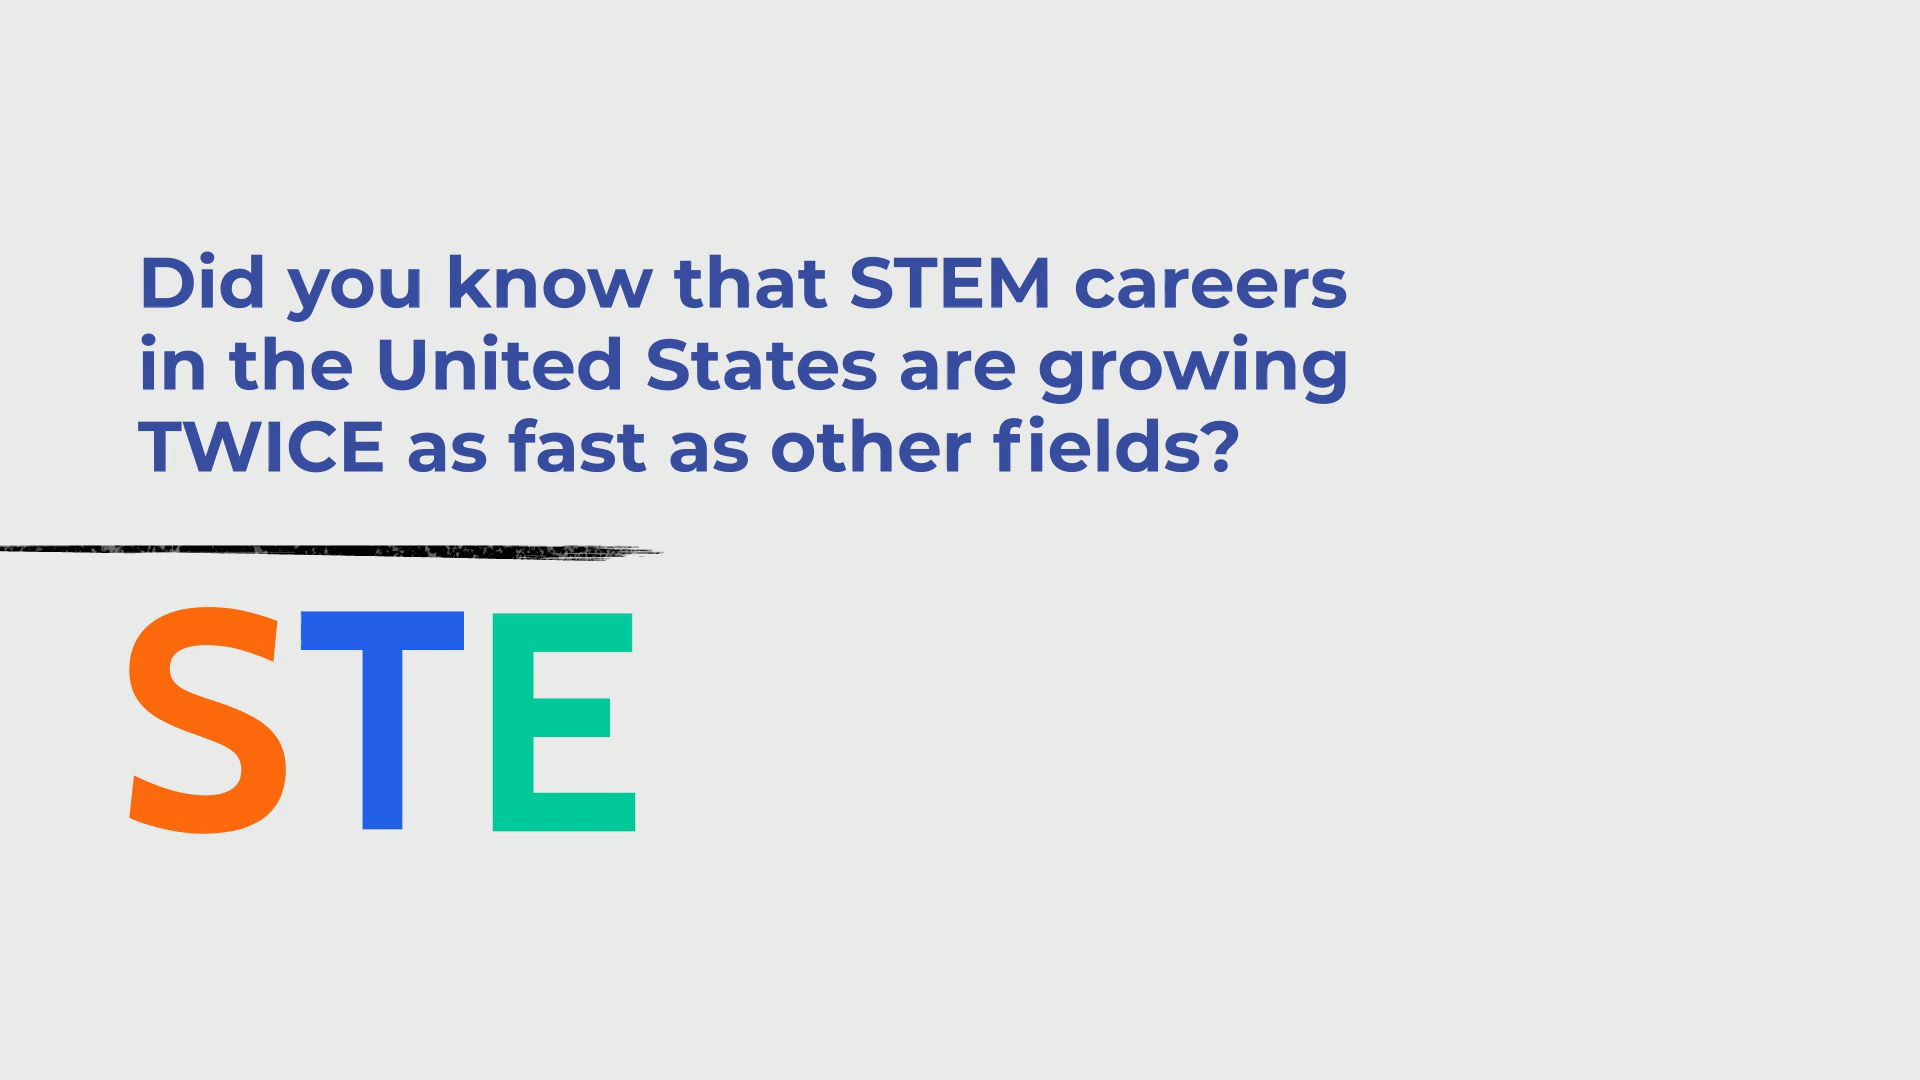 Did you know that STEM careers
in the United States are growing
TWICE as fast as other fields?
STE